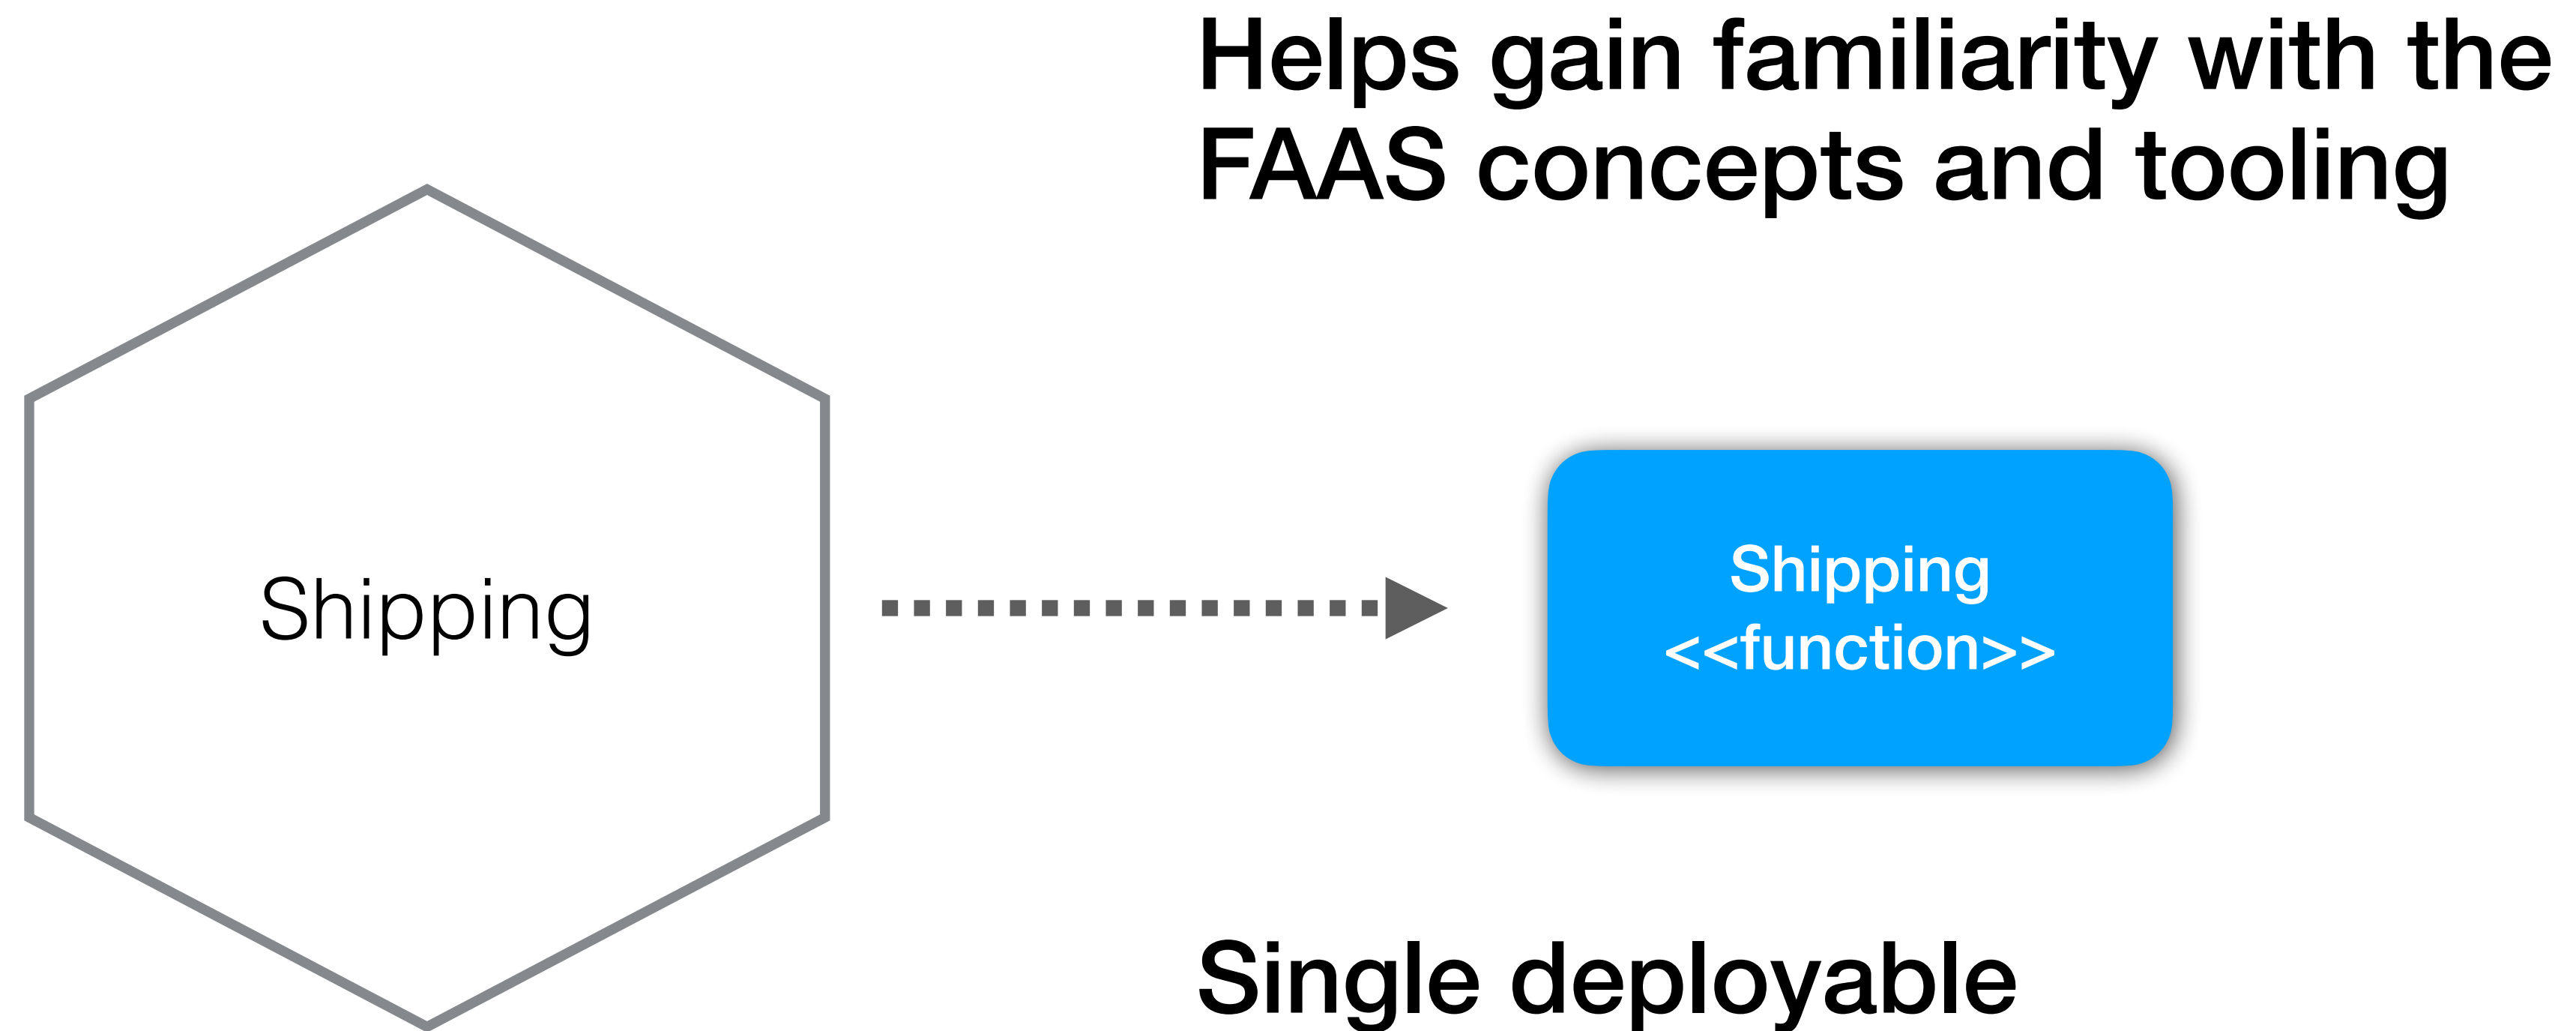 Helps gain familiarity with the
FAAS concepts and tooling
Shipping
Shipping
<<function>>
Single deployable